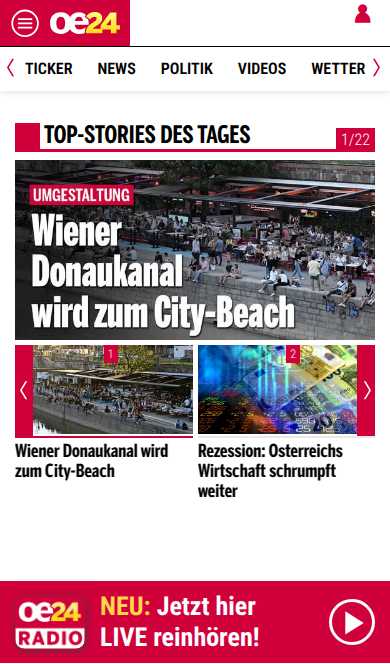 oe24
TICKER NEWS POLITIK VIDEOS WETTER
TOP-STORIES DES TAGES
1/22
UMGESTALTUNG
Wiener
Donaukanal
wird zum City-Beach
1
2
Wiener Donaukanal wird
zum City-Beach
Rezession: Österreichs
Wirtschaft schrumpft
weiter
oe24
RADIO
NEU: Jetzt hier
LIVE reinhören!